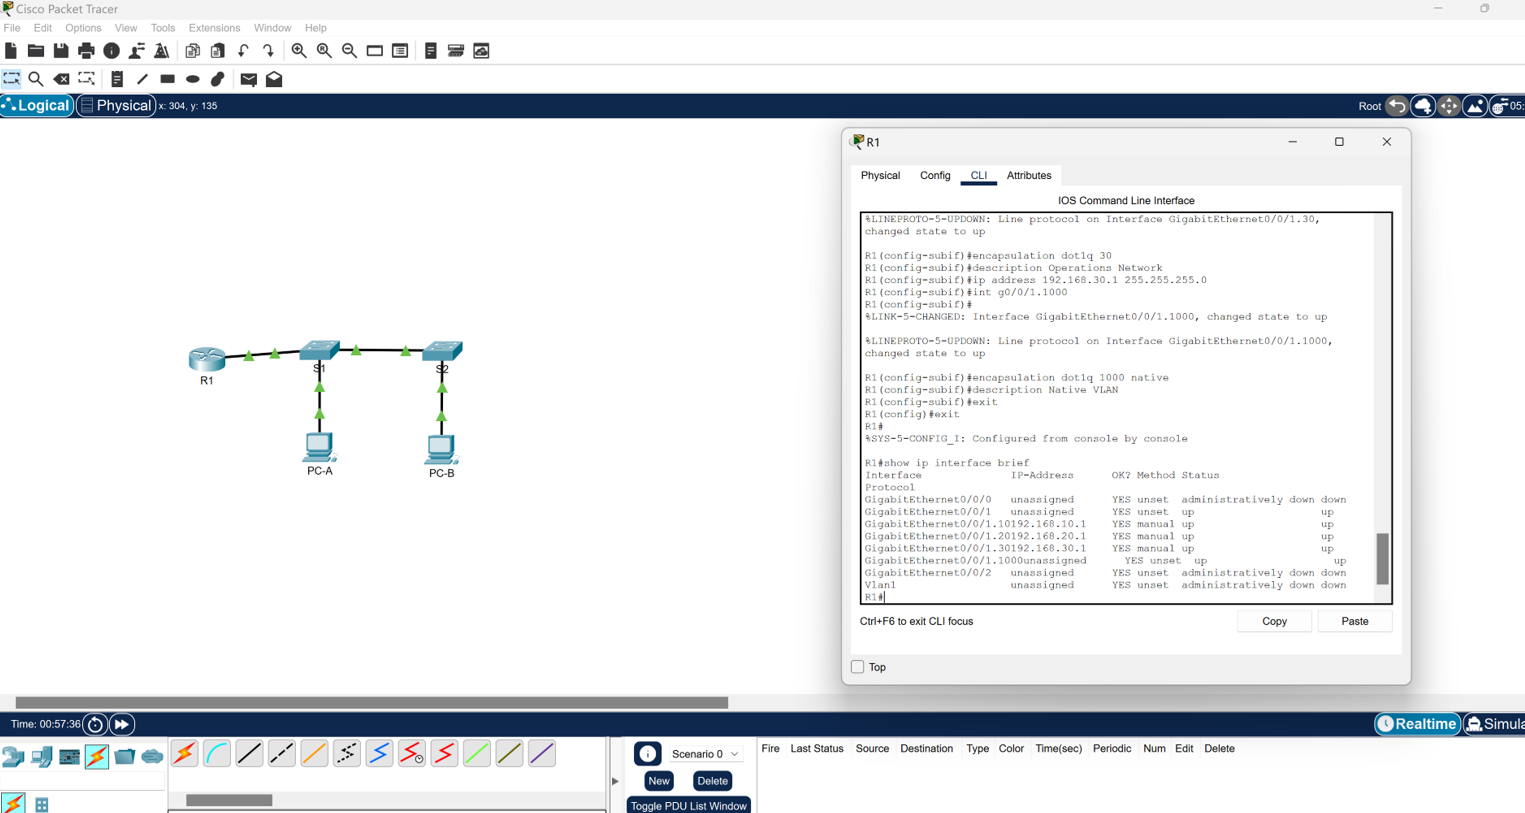 Cisco Packet Tracer
File Edit Options View Tools Extensions Window Help
Logical Physical x: 304, y: 135
Root 05:
R1
Physical Config CLI Attributes
IOS Command Line Interface
%LINEPROTO-5-UPDOWN: Line protocol on Interface GigabitEthernet0/0/1.30,
changed state to up
R1(config-subif)#encapsulation dot1q 30
R1(config-subif)#description Operations Network
R1(config-subif)#ip address 192.168.30.1 255.255.255.0
R1(config-subif)#int g0/0/1.1000
R1(config-subif)#
%LINK-5-CHANGED: Interface GigabitEthernet0/0/1.1000, changed state to up
%LINEPROTO-5-UPDOWN: Line protocol on Interface GigabitEthernet0/0/1.1000,
changed state to up
R1(config-subif)#encapsulation dot1q 1000 native
R1(config-subif)#description Native VLAN
R1(config-subif)#exit
R1(config)#exit
R1#
%SYS-5-CONFIG_I: Configured from console by console
R1#show ip interface brief
Interface IP-Address OK? Method Status
Protocol
GigabitEthernet0/0/0 unassigned YES unset administratively down down
GigabitEthernet0/0/1 unassigned YES unset up up
GigabitEthernet0/0/1.10192.168.10.1 YES manual up up
GigabitEthernet0/0/1.20192.168.20.1 YES manual up up
GigabitEthernet0/0/1.30192.168.30.1 YES manual up up
GigabitEthernet0/0/1.1000unassigned YES unset up up
GigabitEthernet0/0/2 unassigned YES unset administratively down down
Vlan1 unassigned YES unset administratively down down
R1#
Ctrl+F6 to exit CLI focus
Copy Paste
Top
R1
S1
S2
PC-A
PC-B
Time: 00:57:36
Realtime Simula
Scenario 0
New Delete
Toggle PDU List Window
Fire Last Status Source Destination Type Color Time(sec) Periodic Num Edit Delete